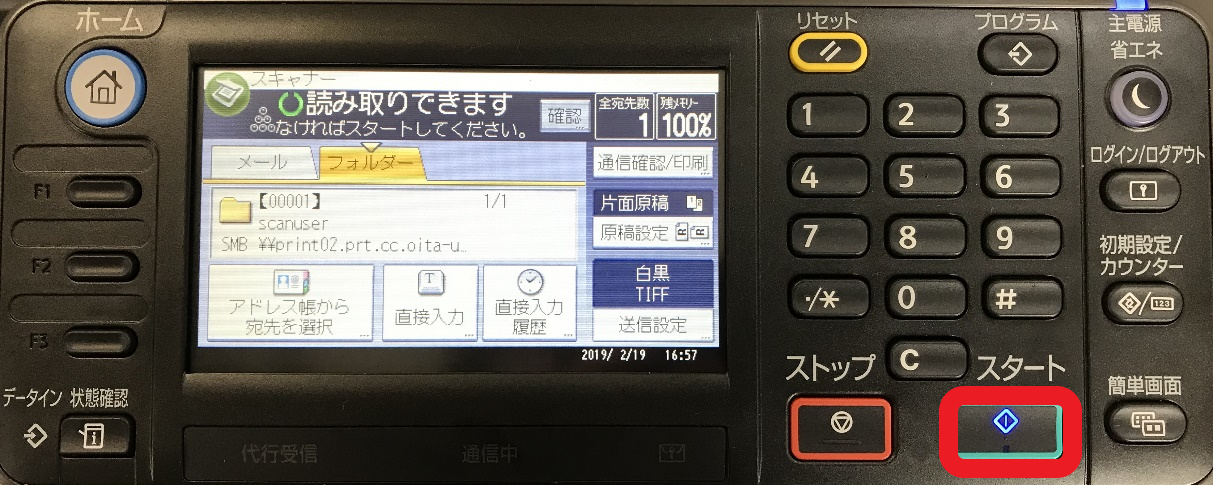 ホーム
F1
F2
F3
データイン 状態確認
スキャナー
読み取りできます
なければスタートしてください。
確認
全宛先数
1
残メモリー
100%
メール
フォルダー
通信確認/印刷
【00001】
1/1
scanuser
SMB ¥¥print02.prt.cc.oita-u…
片面原稿
原稿設定
白黒
TIFF
送信設定
アドレス帳から
宛先を選択
T
直接入力
直接入力
履歴
2019/ 2/19 16:57
代行受信
通信中
リセット
プログラム
1
2
3
4
5
6
7
8
9
・/*
0
#
C
ストップ
スタート
主電源
省エネ
ログイン/ログアウト
初期設定/
カウンター
/123
簡単画面